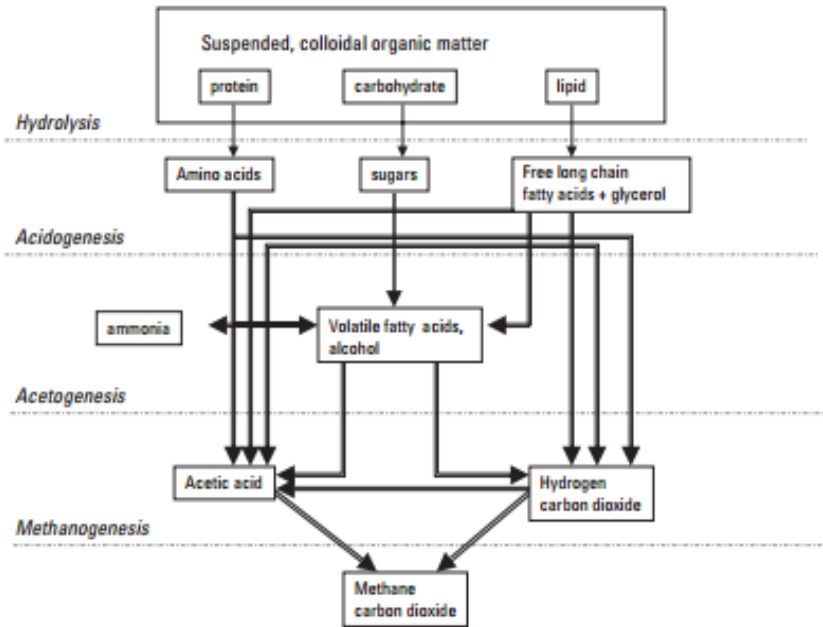 Suspended, colloidal organic matter
protein
carbohydrate
lipid
Hydrolysis
Amino acids
sugars
Free long chain
fatty acids + glycerol
Acidogenesis
ammonia
Volatile fatty acids,
alcohol
Acetogenesis
Acetic acid
Hydrogen
carbon dioxide
Methanogenesis
Methane
carbon dioxide